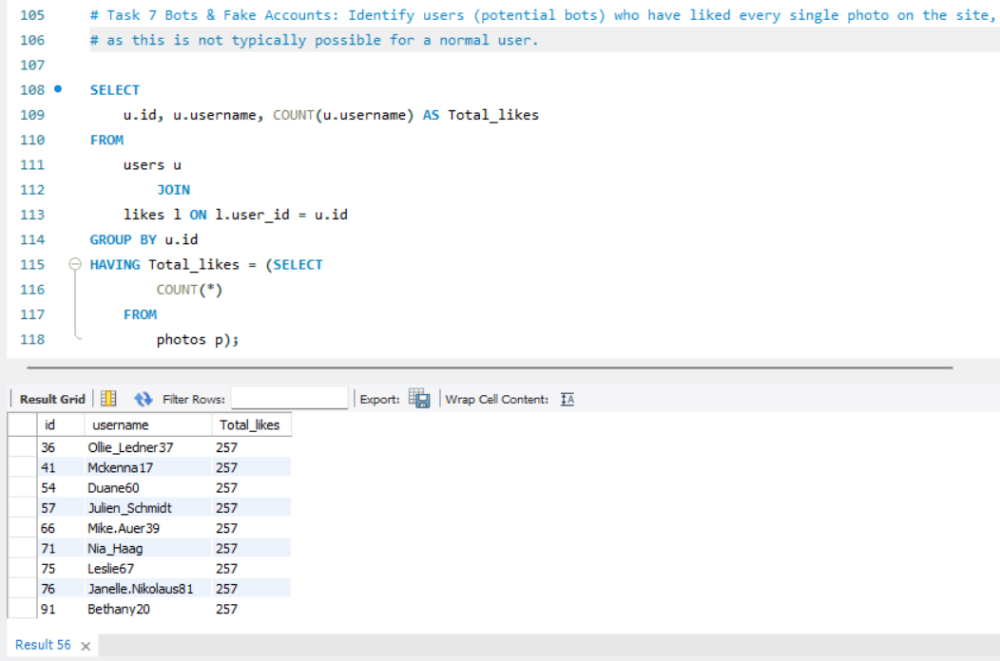 105 # Task 7 Bots & Fake Accounts: Identify users (potential bots) who have liked every single photo on the site,
106 # as this is not typically possible for a normal user.
107
108 SELECT
109 u.id, u.username, COUNT(u.username) AS Total_likes
110 FROM
111 users u
112 JOIN
113 likes l ON l.user_id = u.id
114 GROUP BY u.id
115 HAVING Total_likes = (SELECT
116 COUNT(*)
117 FROM
118 photos p);
Result Grid Filter Rows: Export: Wrap Cell Content: IA
id username Total_likes
36 Ollie_Ledner37 257
41 Mckenna17 257
54 Duane60 257
57 Julien_Schmidt 257
66 Mike.Auer39 257
71 Nia_Haag 257
75 Leslie67 257
76 Janelle.Nikolaus81 257
91 Bethany20 257
Result 56 ×